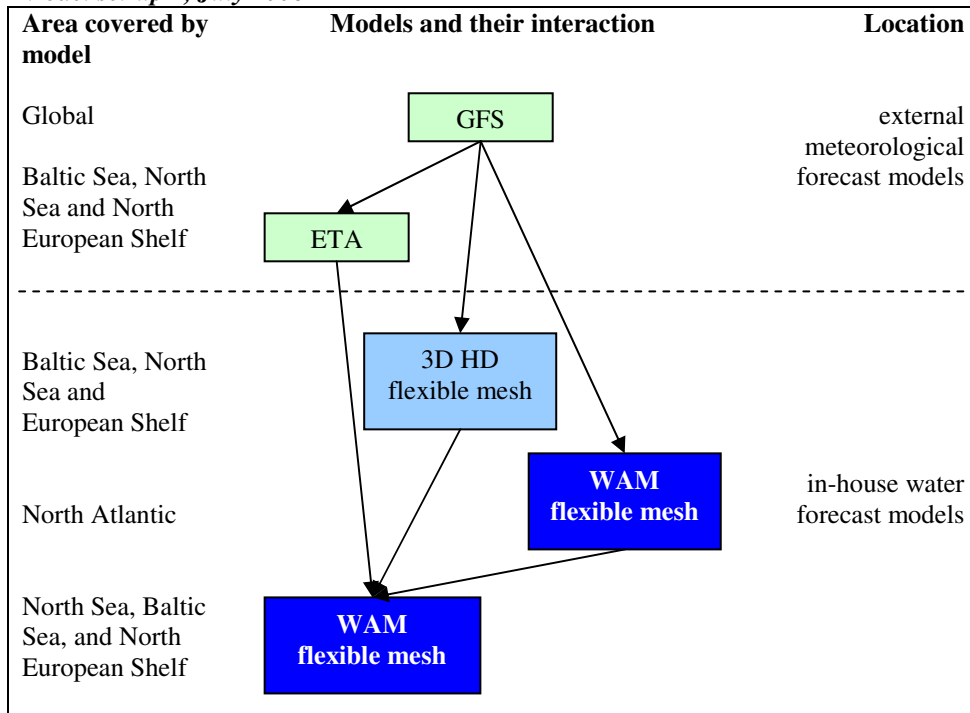 Area covered by model
Models and their interaction
Location
Global
GFS
external meteorological forecast models
Baltic Sea, North Sea and North European Shelf
ETA
Baltic Sea, North Sea and European Shelf
3D HD flexible mesh
WAM flexible mesh
in-house water forecast models
North Atlantic
North Sea, Baltic Sea, and North European Shelf
WAM flexible mesh